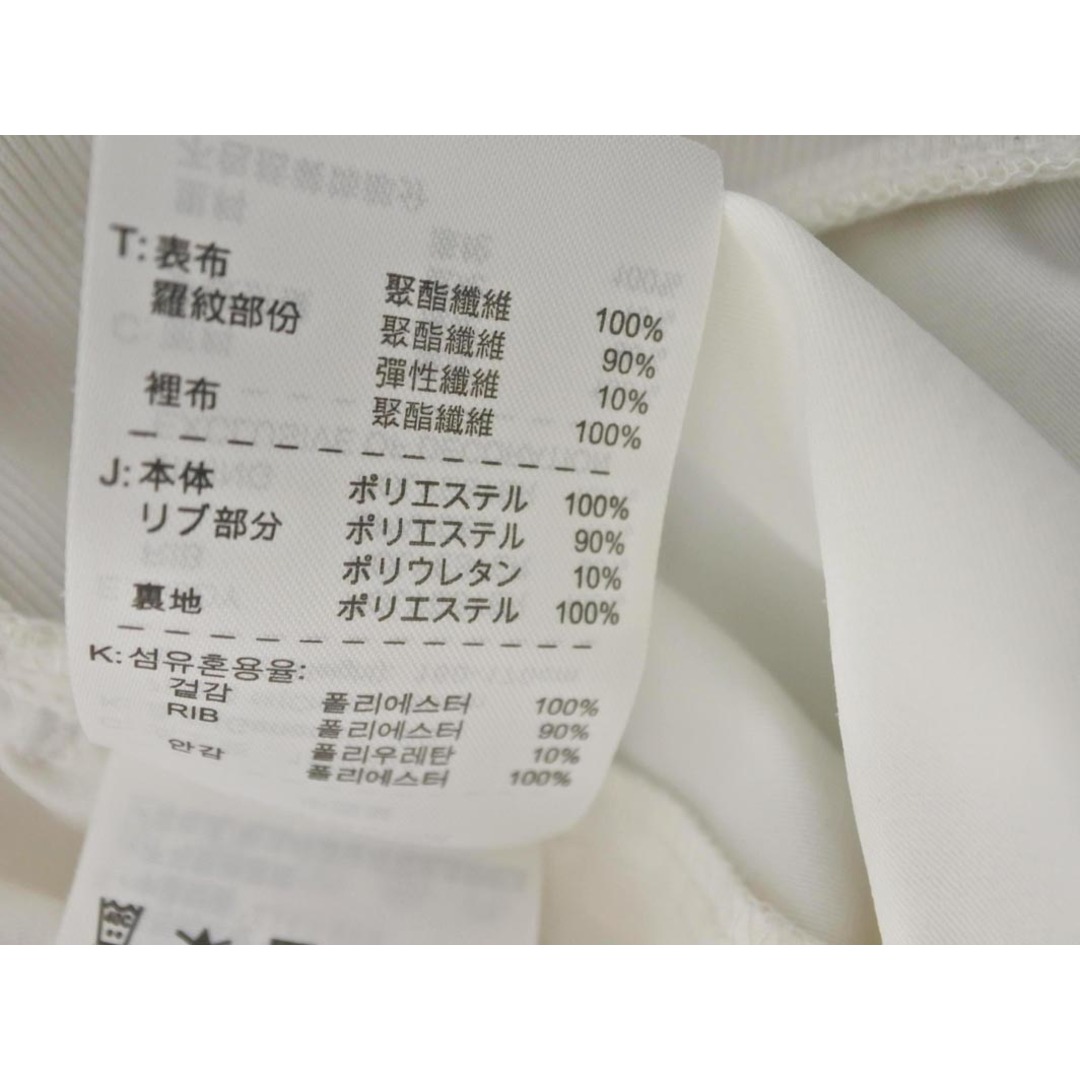 T: 表布 聚酯纖維 100%
羅紋部份 聚酯纖維 90%
彈性纖維 10%
裡布 聚酯纖維 100%
J: 本体 ポリエステル 100%
リブ部分 ポリエステル 90%
ポリウレタン 10%
裏地 ポリエステル 100%
K: 섬유혼용율:
겉감 폴리에스터 100%
RIB 폴리에스터 90%
폴리우레탄 10%
안감 폴리에스터 100%